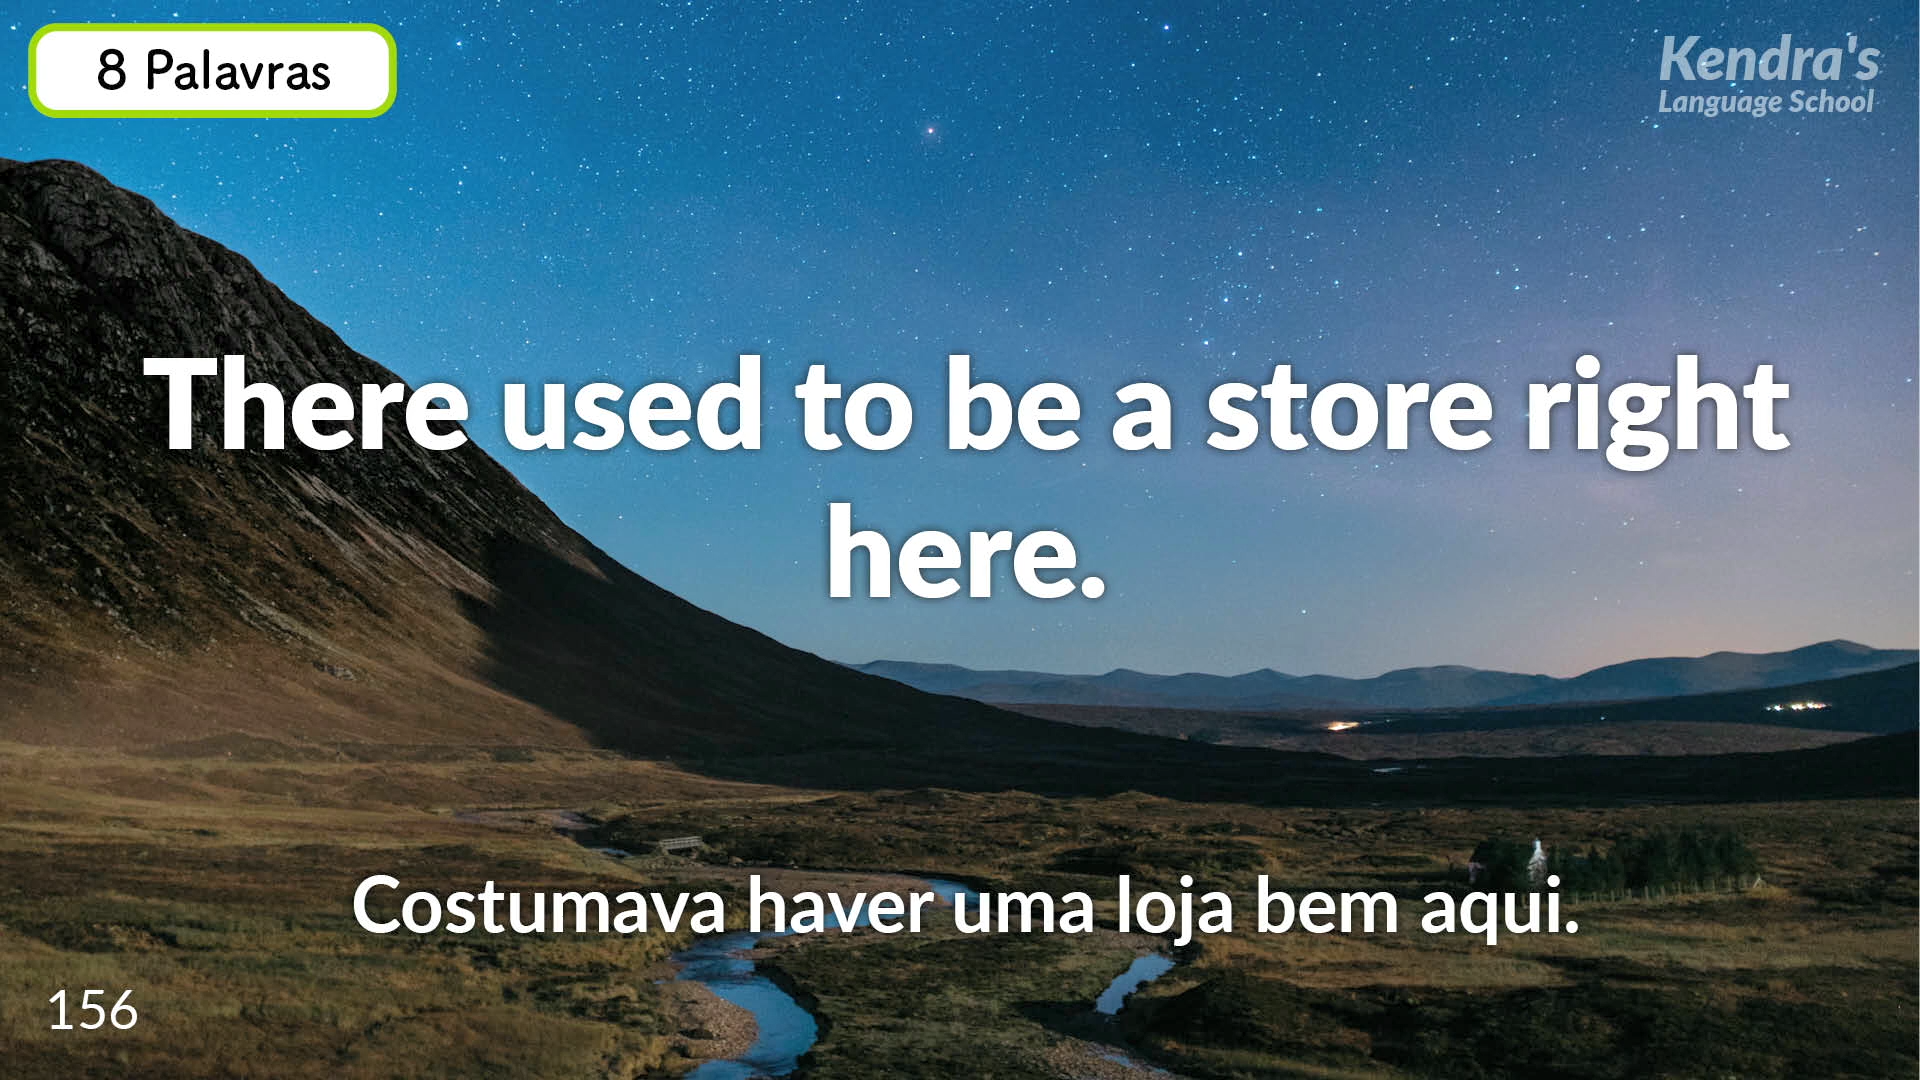 8 Palavras
Kendra's
Language School
There used to be a store right
here.
Costumava haver uma loja bem aqui.
156